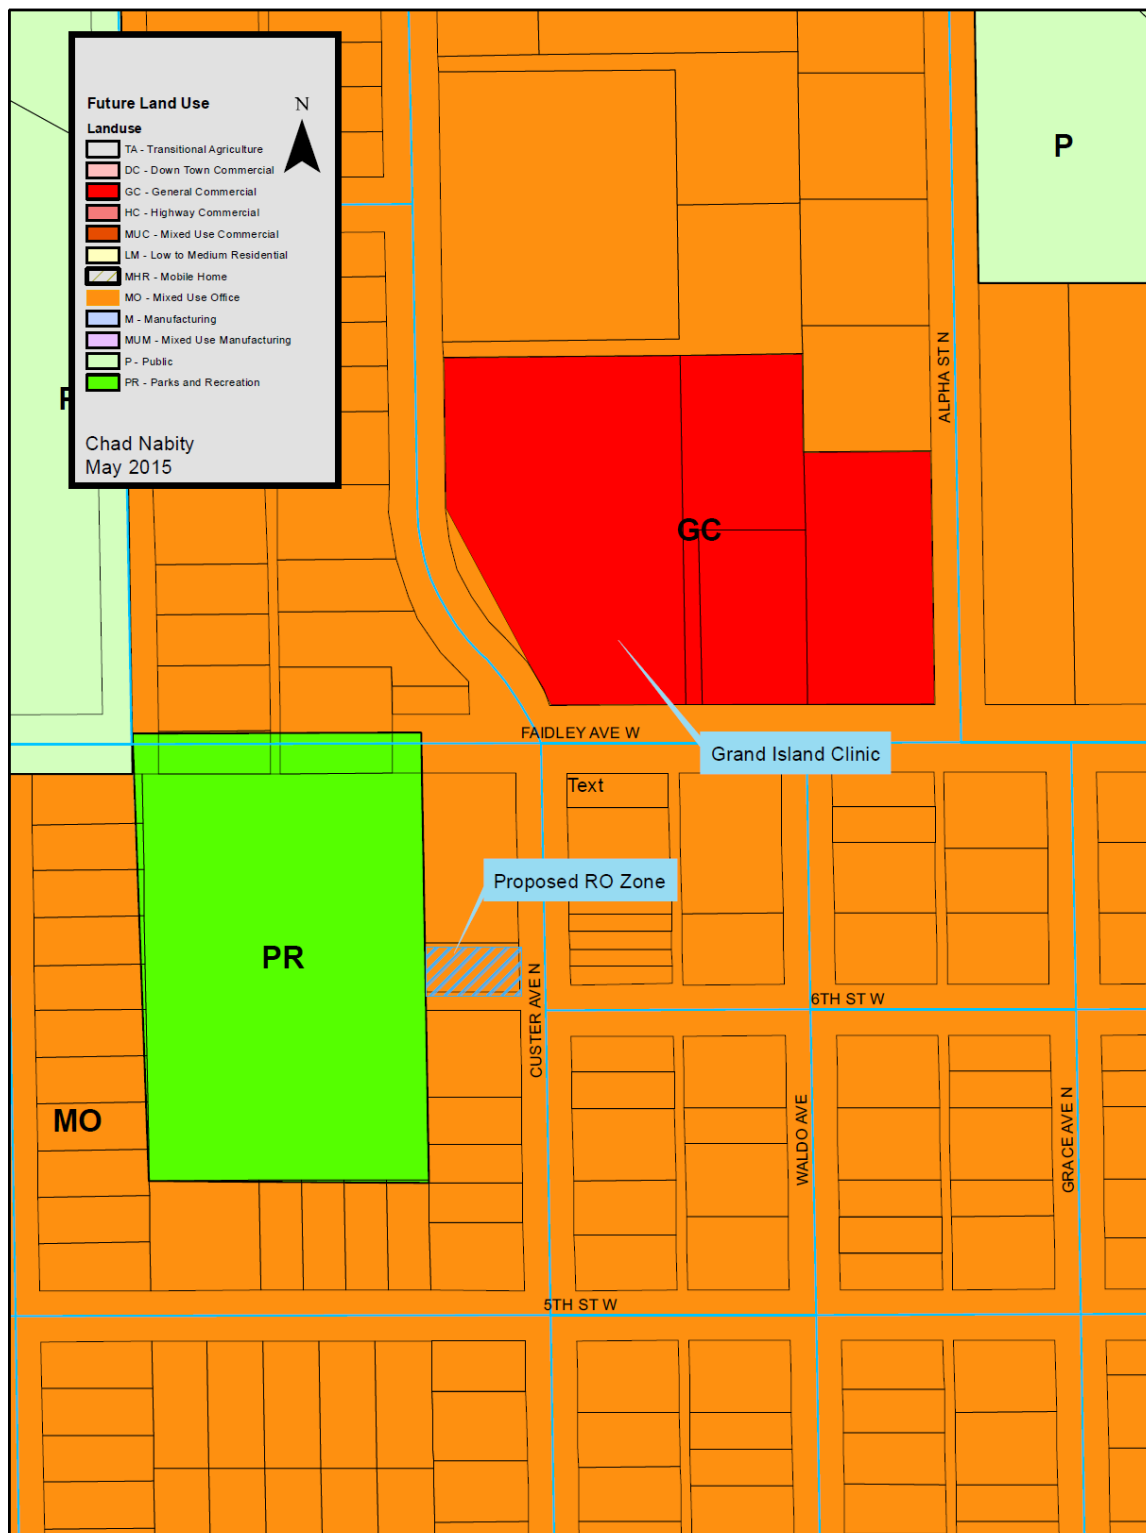 Future Land Use
N
Landuse
TA - Transitional Agriculture
DC - Down Town Commercial
GC - General Commercial
HC - Highway Commercial
MUC - Mixed Use Commercial
LM - Low to Medium Residential
MHR - Mobile Home
MO - Mixed Use Office
M - Manufacturing
MUM - Mixed Use Manufacturing
P - Public
PR - Parks and Recreation
Chad Nabity
May 2015
P
ALPHA ST N
GC
FAIDLEY AVE W
Grand Island Clinic
Text
Proposed RO Zone
PR
CUSTER AVE N
6TH ST W
MO
WALDO AVE
GRACE AVE N
5TH ST W